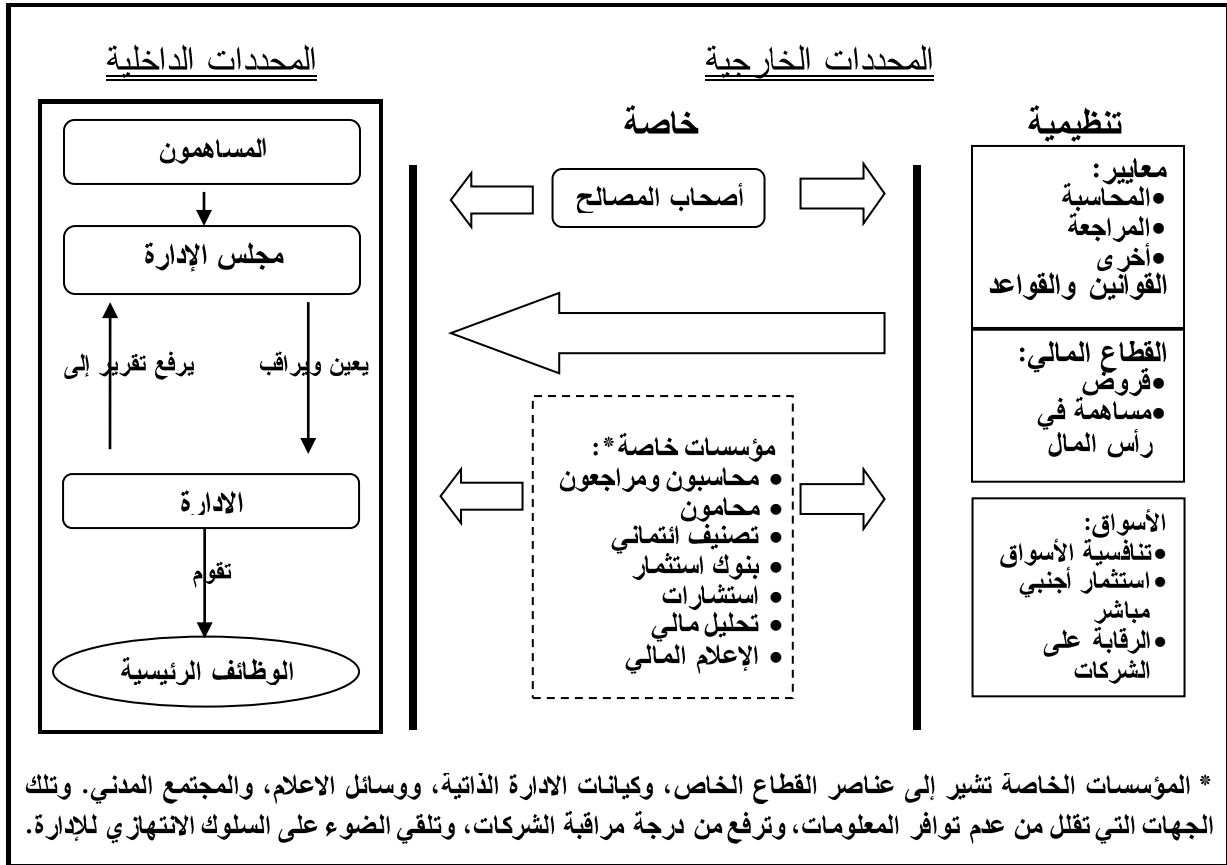 المحددات الخارجية
المحددات الداخلية
تنظيمية
معايير:
•المحاسبة
•المراجعة
•أخرى
القوانين والقواعد
القطاع المالي:
•قروض
•مساهمة في
رأس المال
الأسواق:
•تنافسية الأسواق
•استثمار أجنبي
مباشر
•الرقابة على
الشركات
خاصة
أصحاب المصالح
مؤسسات خاصة*:
• محاسبون ومراجعون
• محامون
• تصنيف ائتماني
• بنوك استثمار
• استشارات
• تحليل مالي
• الإعلام المالي
المساهمون
مجلس الإدارة
يعين ويراقب
يرفع تقرير إلى
الادارة
تقوم
الوظائف الرئيسية
* المؤسسات الخاصة تشير إلى عناصر القطاع الخاص، وكيانات الادارة الذاتية، ووسائل الاعلام، والمجتمع المدني. وتلك
الجهات التي تقلل من عدم توافر المعلومات، وترفع من درجة مراقبة الشركات، وتلقي الضوء على السلوك الانتهازي للإدارة.